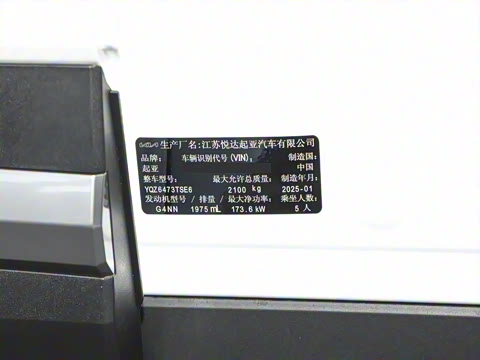 KIA 生产厂名:江苏悦达起亚汽车有限公司
品牌: 车辆识别代号(VIN): 制造国:
起亚 中国
整车型号: 最大允许总质量: 制造年月:
YQZ6473TSE6 2100 kg 2025-01
发动机型号 / 排量 / 最大净功率: 乘坐人数:
G4NN 1975 mL 173.6 kW 5 人